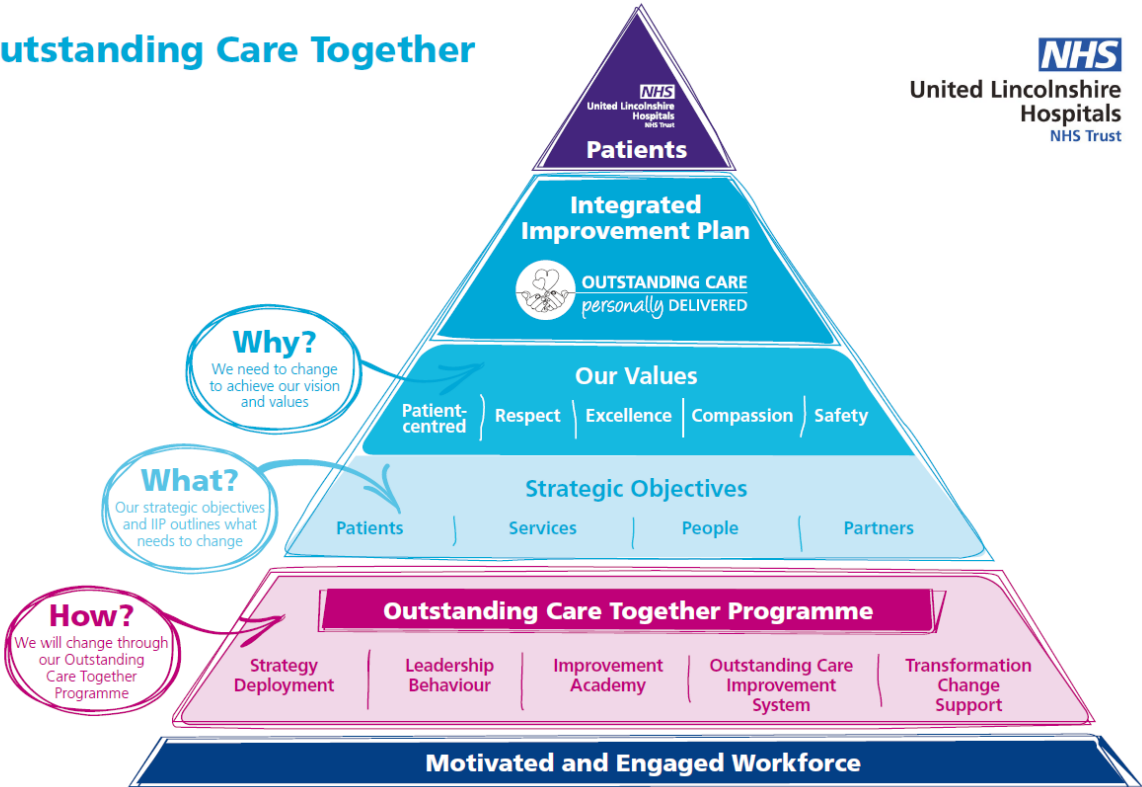 utstanding Care Together
NHS
United Lincolnshire
Hospitals
NHS Trust
NHS
United Lincolnshire
Hospitals
NHS Trust
Patients
Integrated
Improvement Plan
OUTSTANDING CARE
personally DELIVERED
Why?
We need to change
to achieve our vision
and values
Our Values
Patient-
centred
Respect
Excellence
Compassion
Safety
What?
Our strategic objectives
and IIP outlines what
needs to change
Strategic Objectives
Patients
Services
People
Partners
How?
We will change through
our Outstanding
Care Together
Programme
Outstanding Care Together Programme
Strategy
Deployment
Leadership
Behaviour
Improvement
Academy
Outstanding Care
Improvement
System
Transformation
Change
Support
Motivated and Engaged Workforce